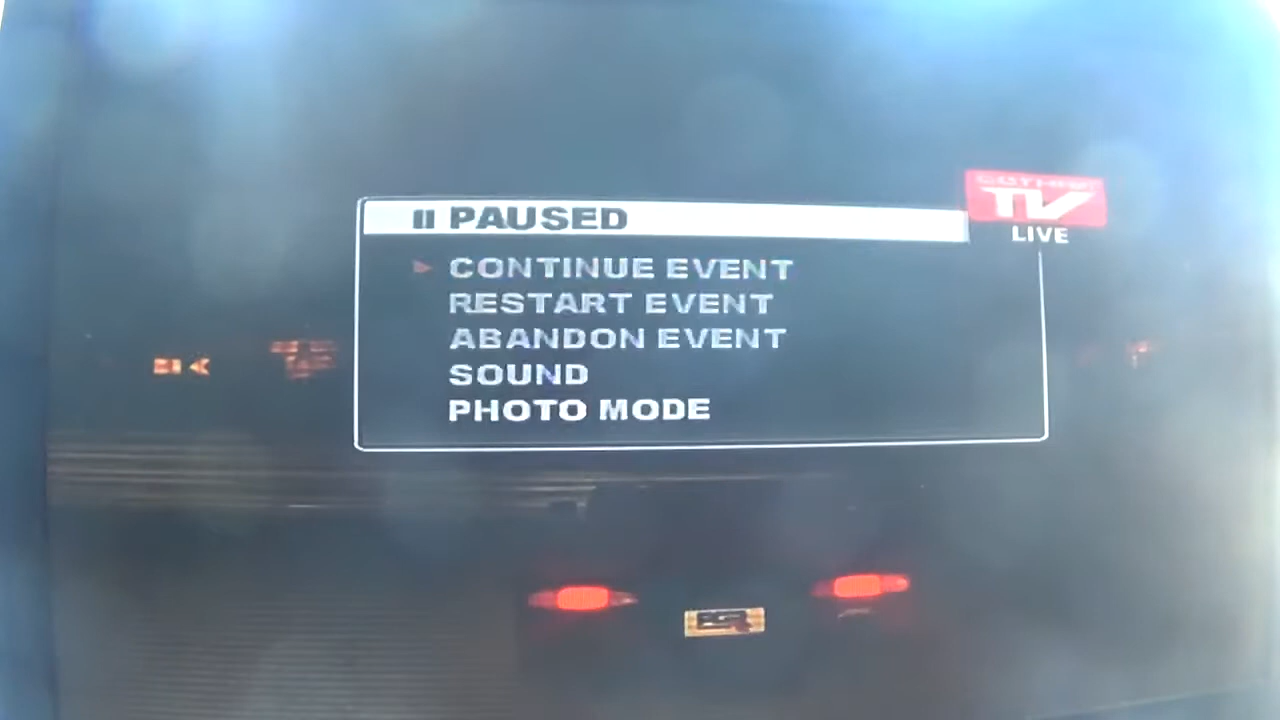 PAUSED
TV
LIVE
CONTINUE EVENT
RESTART EVENT
ABANDON EVENT
SOUND
PHOTO MODE